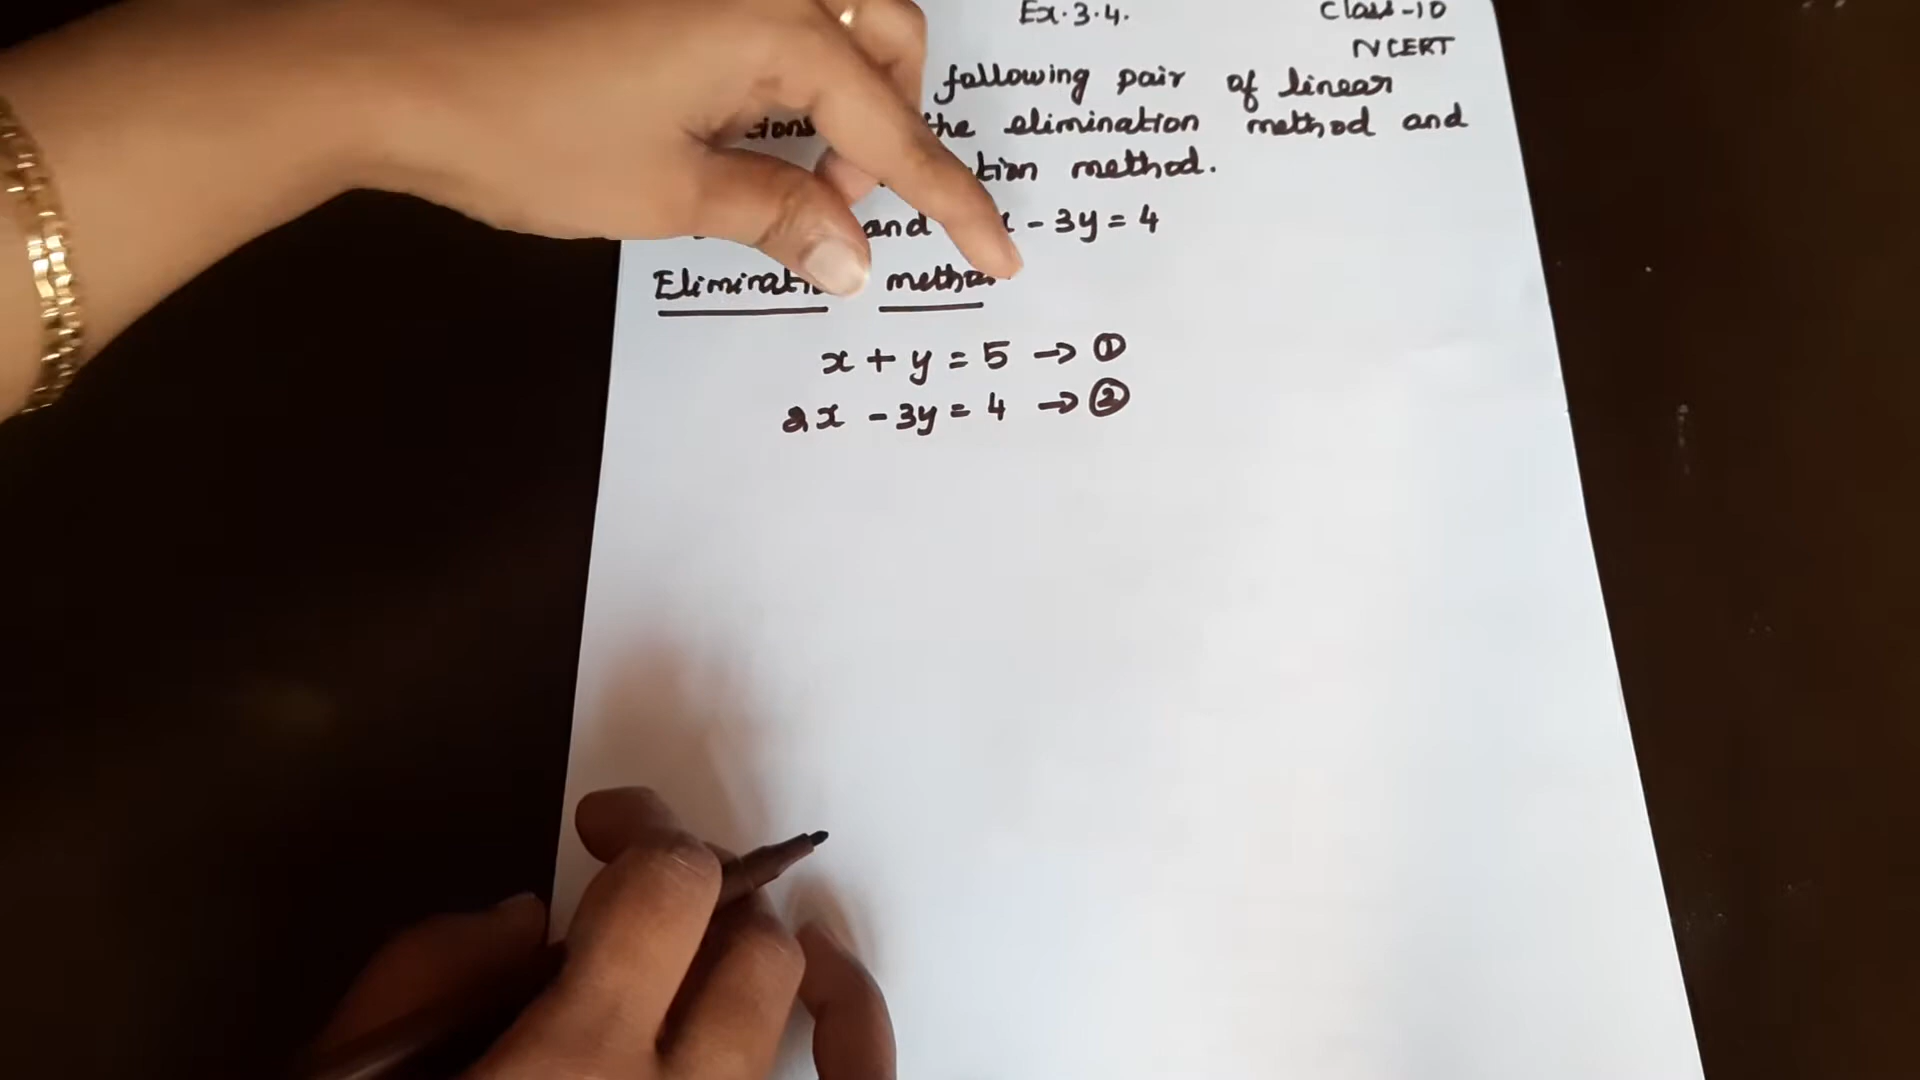 Ex. 3.4. Class-10
NCERT
following pair of linear
the elimination method and
method.
and - 3y = 4
Elimination method
x + y = 5 → ①
2x - 3y = 4 → ②